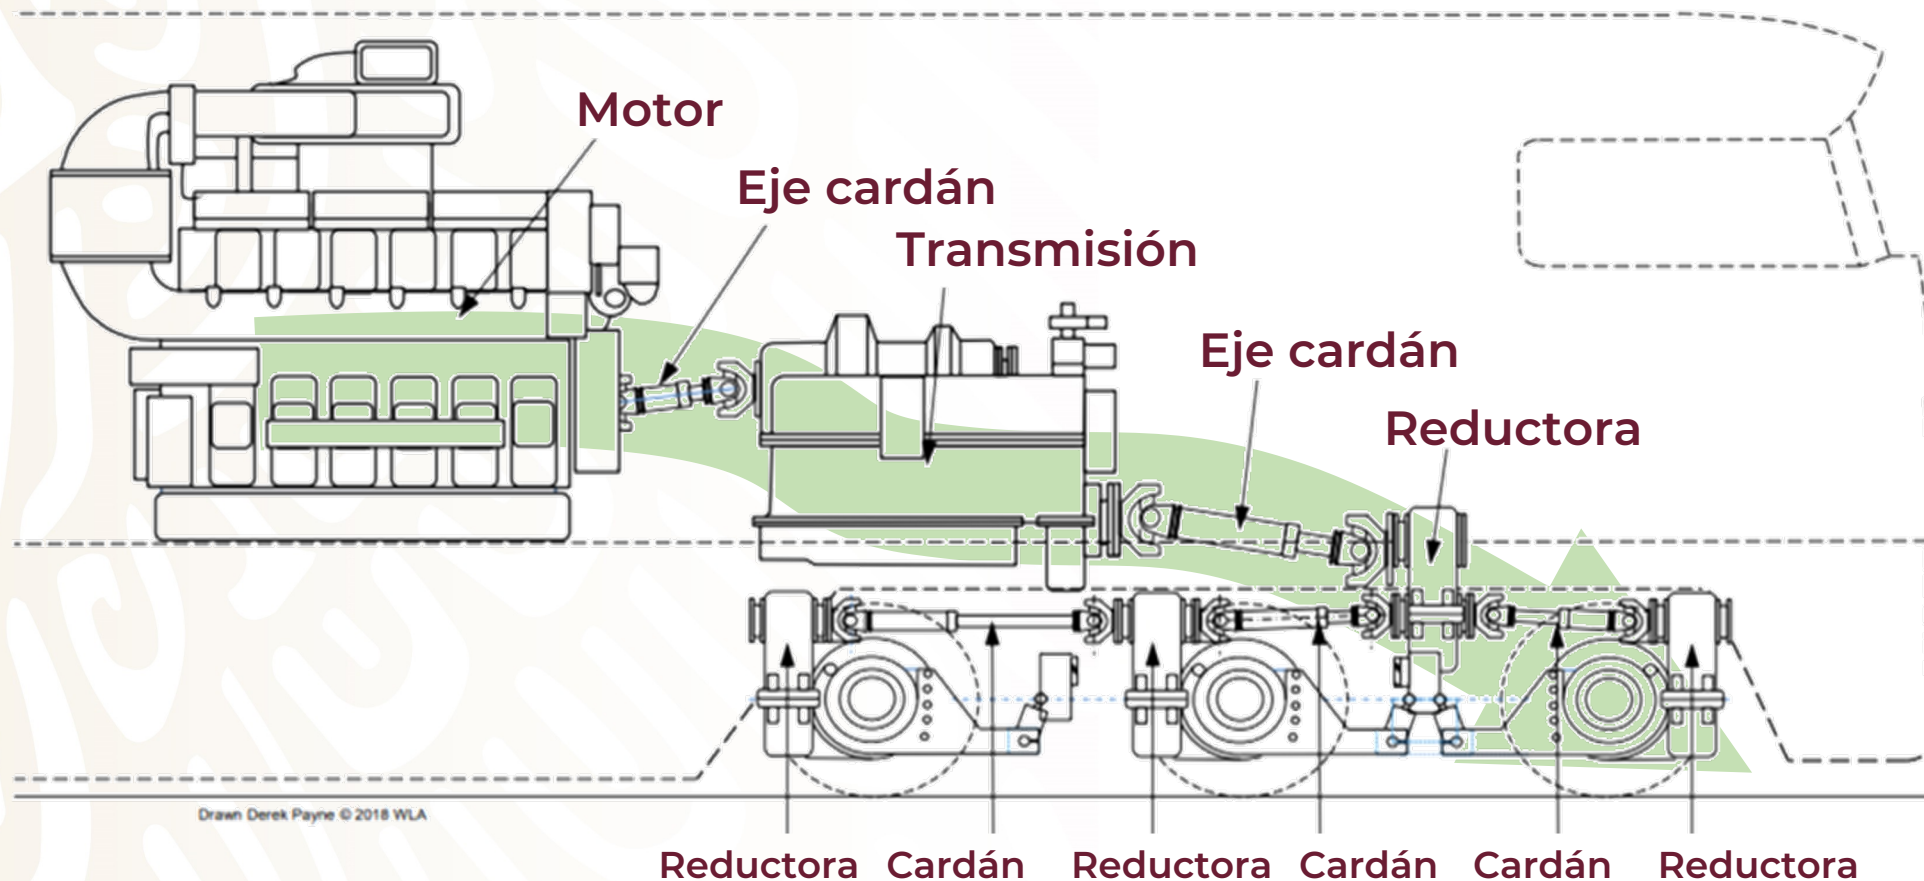 Motor
Eje cardán
Transmisión
Eje cardán
Reductora
Drawn Derek Payne © 2018 WLA
Reductora Cardán Reductora Cardán Cardán Reductora